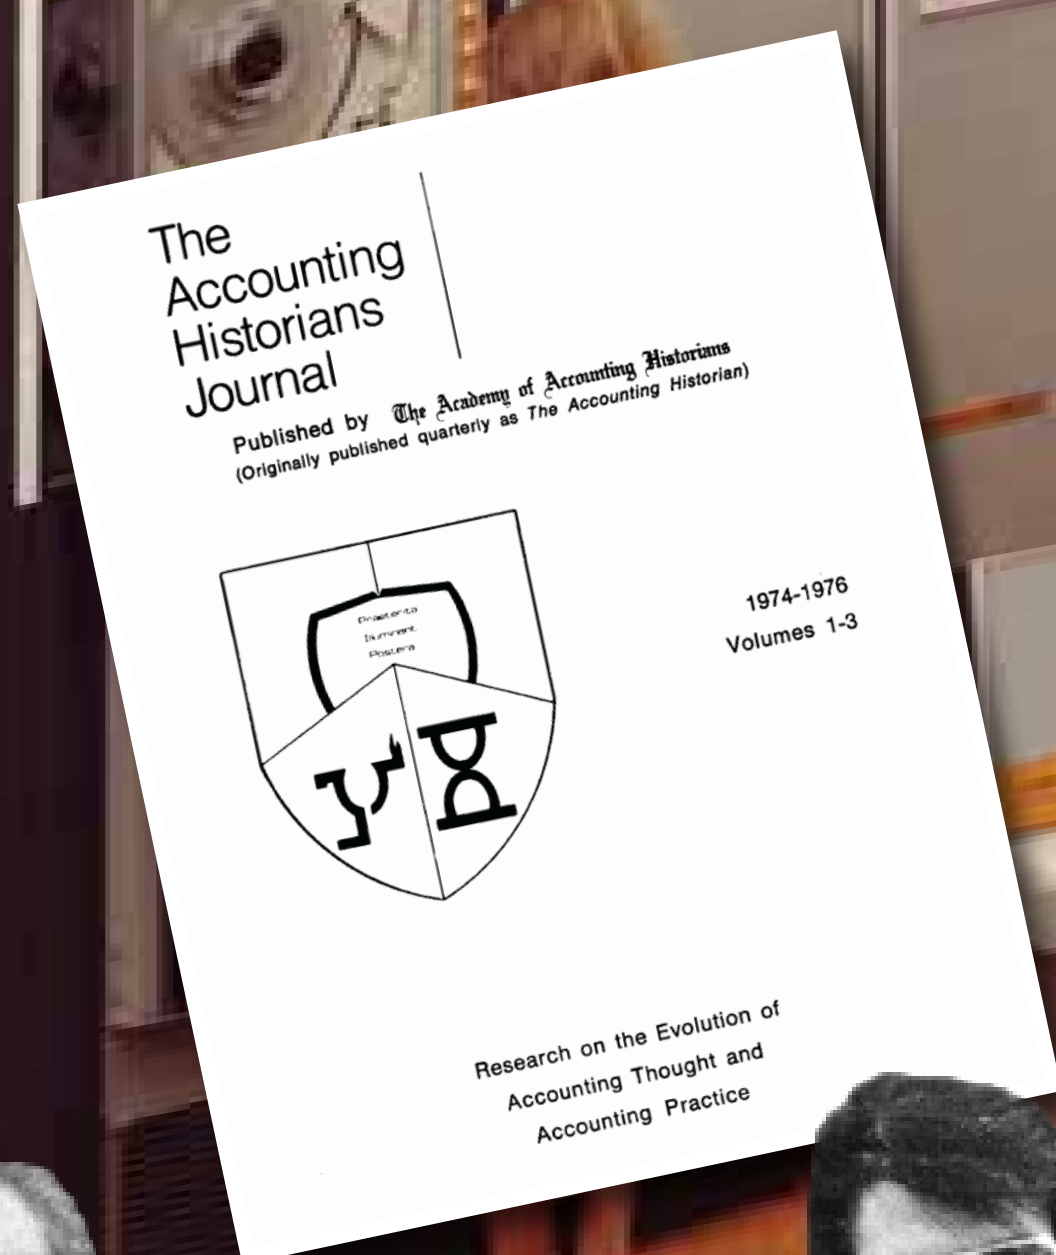 The
Accounting
Historians
Journal
Published by The Academy of Accounting Historians
(Originally published quarterly as The Accounting Historian)
Praeterita
Illuminant
Postera
1974-1976
Volumes 1-3
Research on the Evolution of
Accounting Thought and
Accounting Practice